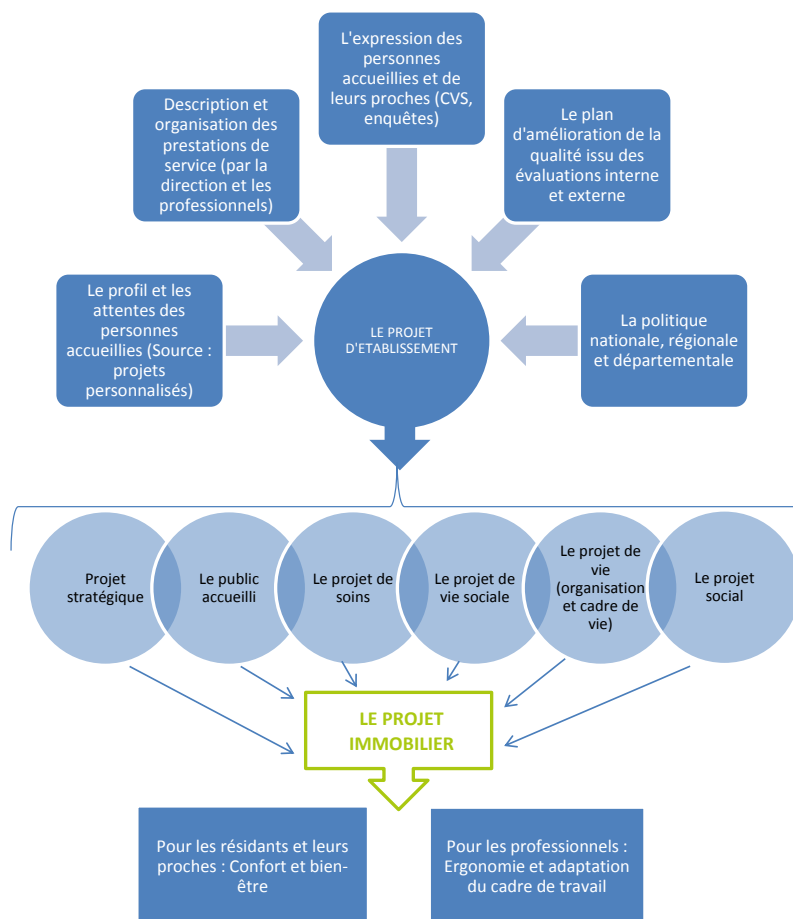 L'expression des
personnes
accueillies et de
leurs proches (CVS,
enquêtes)
Description et
organisation des
prestations de
service (par la
direction et les
professionnels)
Le plan
d'amélioration de la
qualité issu des
évaluations interne
et externe
Le profil et les
attentes des
personnes
accueillies (Source :
projets
personnalisés)
LE PROJET
D'ETABLISSEMENT
La politique
nationale, régionale
et départementale
Projet
stratégique
Le public
accueilli
Le projet de
soins
Le projet de
vie sociale
Le projet de
vie
(organisation
et cadre de
vie)
Le projet
social
LE PROJET
IMMOBILIER
Pour les résidants et leurs
proches : Confort et bien-
être
Pour les professionnels :
Ergonomie et adaptation
du cadre de travail